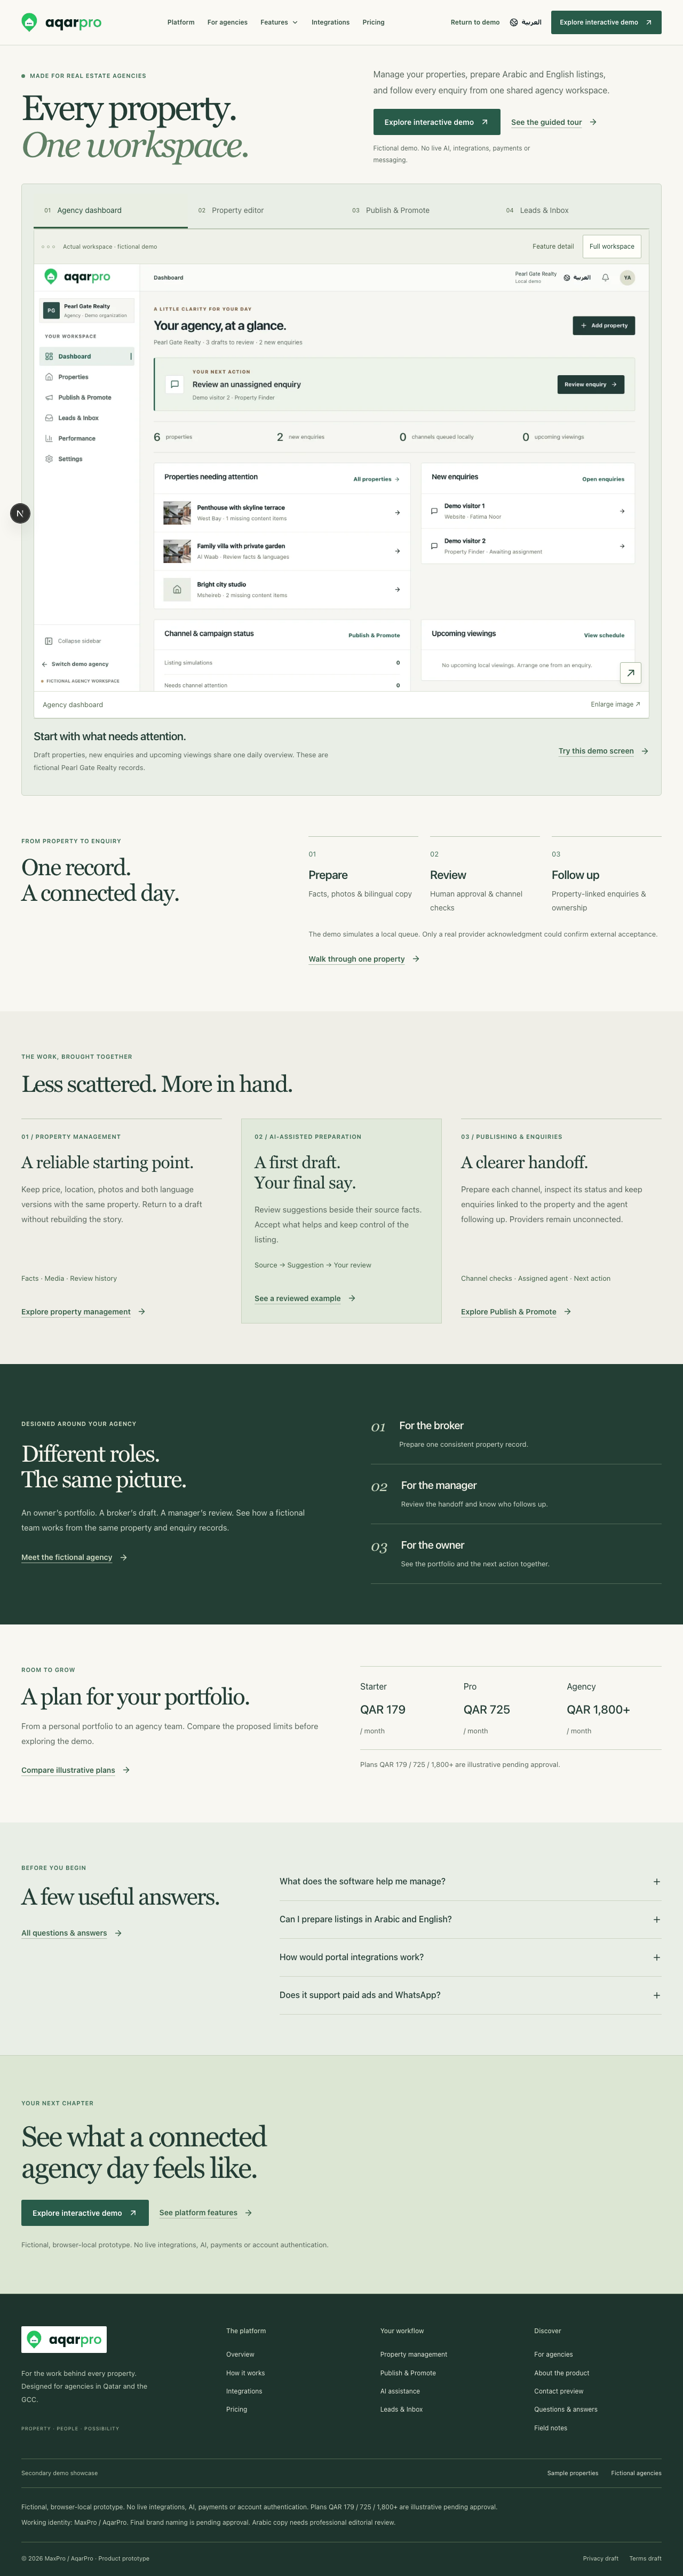 aqarpro
Platform
For agencies
Features
Integrations
Pricing
Return to demo
العربية
Explore interactive demo
MADE FOR REAL ESTATE AGENCIES
Every property.
One workspace.
Manage your properties, prepare Arabic and English listings,
and follow every enquiry from one shared agency workspace.
Explore interactive demo
See the guided tour
Fictional demo. No live AI, integrations, payments or
messaging.
01 Agency dashboard
02 Property editor
03 Publish & Promote
04 Leads & Inbox
Actual workspace · fictional demo
Feature detail
Full workspace
aqarpro
PG
Pearl Gate Realty
Agency · Demo organization
YOUR WORKSPACE
Dashboard
Properties
Publish & Promote
Leads & Inbox
Performance
Settings
Collapse sidebar
Switch demo agency
FICTIONAL AGENCY WORKSPACE
Dashboard
Pearl Gate Realty
Local demo
العربية
YA
A LITTLE CLARITY FOR YOUR DAY
Your agency, at a glance.
Pearl Gate Realty · 3 drafts to review · 2 new enquiries
Add property
YOUR NEXT ACTION
Review an unassigned enquiry
Demo visitor 2 · Property Finder
Review enquiry
6 properties
2 new enquiries
0 channels queued locally
0 upcoming viewings
Properties needing attention
All properties
Penthouse with skyline terrace
West Bay · 1 missing content items
Family villa with private garden
Al Waab · Review facts & languages
Bright city studio
Msheireb · 2 missing content items
New enquiries
Open enquiries
Demo visitor 1
Website · Fatima Noor
Demo visitor 2
Property Finder · Awaiting assignment
Channel & campaign status
Publish & Promote
Listing simulations 0
Needs channel attention 0
Upcoming viewings
View schedule
No upcoming local viewings. Arrange one from an enquiry.
N
Agency dashboard
Enlarge image ↗
Start with what needs attention.
Draft properties, new enquiries and upcoming viewings share one daily overview. These are
fictional Pearl Gate Realty records.
Try this demo screen
FROM PROPERTY TO ENQUIRY
One record.
A connected day.
01
Prepare
Facts, photos & bilingual copy
02
Review
Human approval & channel
checks
03
Follow up
Property-linked enquiries &
ownership
The demo simulates a local queue. Only a real provider acknowledgment could confirm external acceptance.
Walk through one property
THE WORK, BROUGHT TOGETHER
Less scattered. More in hand.
01 / PROPERTY MANAGEMENT
A reliable starting point.
Keep price, location, photos and both language
versions with the same property. Return to a draft
without rebuilding the story.
Facts · Media · Review history
Explore property management
02 / AI-ASSISTED PREPARATION
A first draft.
Your final say.
Review suggestions beside their source facts.
Accept what helps and keep control of the
listing.
Source → Suggestion → Your review
See a reviewed example
03 / PUBLISHING & ENQUIRIES
A clearer handoff.
Prepare each channel, inspect its status and keep
enquiries linked to the property and the agent
following up. Providers remain unconnected.
Channel checks · Assigned agent · Next action
Explore Publish & Promote
DESIGNED AROUND YOUR AGENCY
Different roles.
The same picture.
An owner's portfolio. A broker's draft. A manager's review. See how a fictional
team works from the same property and enquiry records.
Meet the fictional agency
01 For the broker
Prepare one consistent property record.
02 For the manager
Review the handoff and know who follows up.
03 For the owner
See the portfolio and the next action together.
ROOM TO GROW
A plan for your portfolio.
From a personal portfolio to an agency team. Compare the proposed limits before
exploring the demo.
Compare illustrative plans
Starter
QAR 179
/ month
Pro
QAR 725
/ month
Agency
QAR 1,800+
/ month
Plans QAR 179 / 725 / 1,800+ are illustrative pending approval.
BEFORE YOU BEGIN
A few useful answers.
All questions & answers
What does the software help me manage?
Can I prepare listings in Arabic and English?
How would portal integrations work?
Does it support paid ads and WhatsApp?
YOUR NEXT CHAPTER
See what a connected
agency day feels like.
Explore interactive demo
See platform features
Fictional, browser-local prototype. No live integrations, AI, payments or account authentication.
aqarpro
For the work behind every property.
Designed for agencies in Qatar and the
GCC.
PROPERTY · PEOPLE · POSSIBILITY
The platform
Overview
How it works
Integrations
Pricing
Your workflow
Property management
Publish & Promote
AI assistance
Leads & Inbox
Discover
For agencies
About the product
Contact preview
Questions & answers
Field notes
Secondary demo showcase
Sample properties
Fictional agencies
Fictional, browser-local prototype. No live integrations, AI, payments or account authentication. Plans QAR 179 / 725 / 1,800+ are illustrative pending approval.
Working identity: MaxPro / AqarPro. Final brand naming is pending approval. Arabic copy needs professional editorial review.
© 2026 MaxPro / AqarPro · Product prototype
Privacy draft
Terms draft